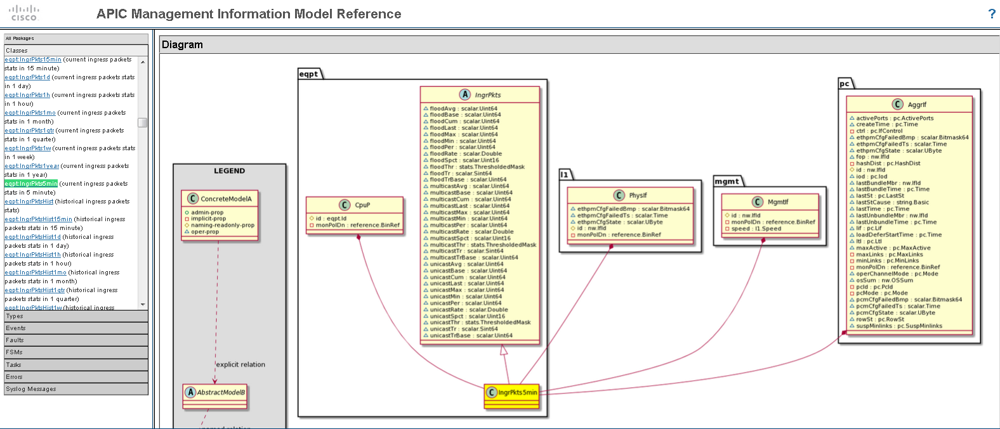 CISCO
APIC Management Information Model Reference
?
All Packages
Classes
eqpt:IngrPkts15min (current ingress packets
stats in 15 minute)
eqpt:IngrPkts1d (current ingress packets stats
in 1 day)
eqpt:IngrPkts1h (current ingress packets stats
in 1 hour)
eqpt:IngrPkts1mo (current ingress packets
stats in 1 month)
eqpt:IngrPkts1qtr (current ingress packets
stats in 1 quarter)
eqpt:IngrPkts1w (current ingress packets stats
in 1 week)
eqpt:IngrPkts1year (current ingress packets
stats in 1 year)
eqpt:IngrPkts5min (current ingress packets
stats in 5 minute)
eqpt:IngrPktsHist (historical ingress packets
stats)
eqpt:IngrPktsHist15min (historical ingress
packets stats in 15 minute)
eqpt:IngrPktsHist1d (historical ingress
packets stats in 1 day)
eqpt:IngrPktsHist1h (historical ingress
packets stats in 1 hour)
eqpt:IngrPktsHist1mo (historical ingress
packets stats in 1 month)
eqpt:IngrPktsHist1qtr (historical ingress
packets stats in 1 quarter)
eqpt:IngrPktsHist1w (historical ingress
Types
Events
Faults
FSMs
Tasks
Errors
Syslog Messages
Diagram
LEGEND
C ConcreteModelA
admin-prop
implicit-prop
naming-readonly-prop
oper-prop
explicit relation
A AbstractModelB
named relation
eqpt
C CpuP
id : eqpt.Id
monPolDn : reference.BinRef
A IngrPkts
floodAvg : scalar.Uint64
floodBase : scalar.Uint64
floodCum : scalar.Uint64
floodLast : scalar.Uint64
floodMax : scalar.Uint64
floodMin : scalar.Uint64
floodPer : scalar.Uint64
floodRate : scalar.Double
floodSpct : scalar.Uint16
floodThr : stats.ThresholdedMask
floodTr : scalar.Sint64
floodTrBase : scalar.Uint64
multicastAvg : scalar.Uint64
multicastBase : scalar.Uint64
multicastCum : scalar.Uint64
multicastLast : scalar.Uint64
multicastMax : scalar.Uint64
multicastMin : scalar.Uint64
multicastPer : scalar.Uint64
multicastRate : scalar.Double
multicastSpct : scalar.Uint16
multicastThr : stats.ThresholdedMask
multicastTr : scalar.Sint64
multicastTrBase : scalar.Uint64
unicastAvg : scalar.Uint64
unicastBase : scalar.Uint64
unicastCum : scalar.Uint64
unicastLast : scalar.Uint64
unicastMax : scalar.Uint64
unicastMin : scalar.Uint64
unicastPer : scalar.Uint64
unicastRate : scalar.Double
unicastSpct : scalar.Uint16
unicastThr : stats.ThresholdedMask
unicastTr : scalar.Sint64
unicastTrBase : scalar.Uint64
C IngrPkts5min
l1
C PhysIf
ethpmCfgFailedBmp : scalar.Bitmask64
ethpmCfgFailedTs : scalar.Time
ethpmCfgState : scalar.UByte
id : nw.IfId
monPolDn : reference.BinRef
mgmt
C MgmtIf
id : nw.IfId
monPolDn : reference.BinRef
speed : l1.Speed
pc
C AggrIf
activePorts : pc.ActivePorts
createTime : pc.Time
ctrl : pc.IfControl
ethpmCfgFailedBmp : scalar.Bitmask64
ethpmCfgFailedTs : scalar.Time
ethpmCfgState : scalar.UByte
fop : nw.IfId
hashDist : pc.HashDist
id : nw.IfId
iod : pc.Iod
lastBundleMbr : nw.IfId
lastBundleTime : pc.Time
lastSt : pc.LastSt
lastStCause : string.Basic
lastTime : pc.Time
lastUnbundleMbr : nw.IfId
lastUnbundleTime : pc.Time
lif : pc.Lif
loadDeferStartTime : pc.Time
ltl : pc.Ltl
maxActive : pc.MaxActive
maxLinks : pc.MaxLinks
minLinks : pc.MinLinks
monPolDn : reference.BinRef
operChannelMode : pc.Mode
osSum : nw.OSSum
pcId : pc.PcId
pcMode : pc.Mode
pcmCfgFailedBmp : scalar.Bitmask64
pcmCfgFailedTs : scalar.Time
pcmCfgState : scalar.UByte
rowSt : pc.RowSt
suspMinlinks : pc.SuspMinlinks